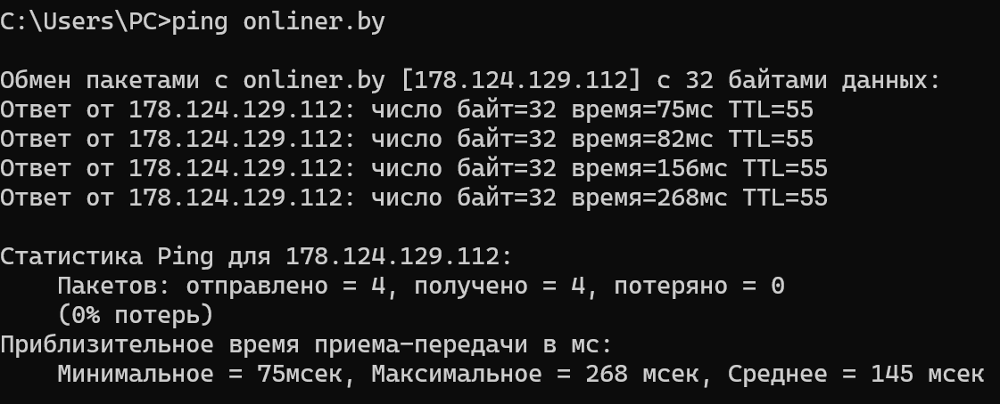 C:\Users\PC>ping onliner.by
Обмен пакетами с onliner.by [178.124.129.112] с 32 байтами данных:
Ответ от 178.124.129.112: число байт=32 время=75мс TTL=55
Ответ от 178.124.129.112: число байт=32 время=82мс TTL=55
Ответ от 178.124.129.112: число байт=32 время=156мс TTL=55
Ответ от 178.124.129.112: число байт=32 время=268мс TTL=55
Статистика Ping для 178.124.129.112:
Пакетов: отправлено = 4, получено = 4, потеряно = 0
(0% потерь)
Приблизительное время приема-передачи в мс:
Минимальное = 75мсек, Максимальное = 268 мсек, Среднее = 145 мсек